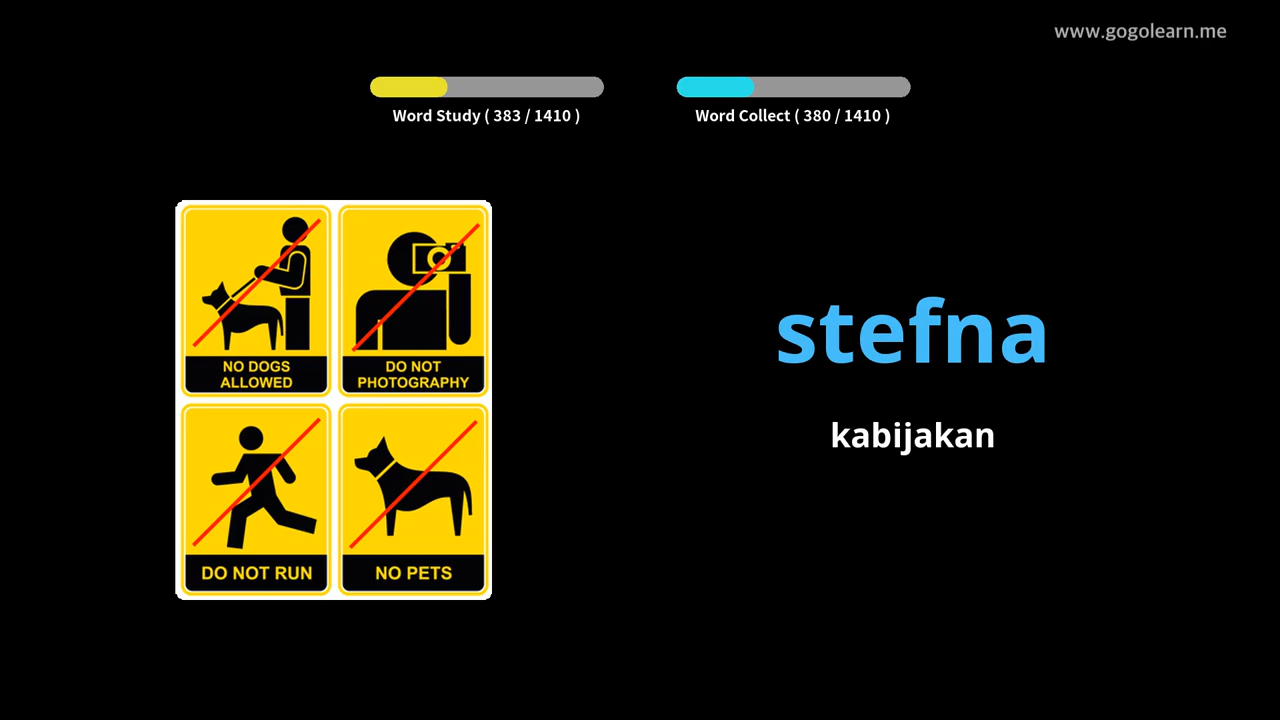 www.gogolearn.me
Word Study ( 383 / 1410 )
Word Collect ( 380 / 1410 )
NO DOGS
ALLOWED
DO NOT
PHOTOGRAPHY
DO NOT RUN
NO PETS
stefna
kabijakan